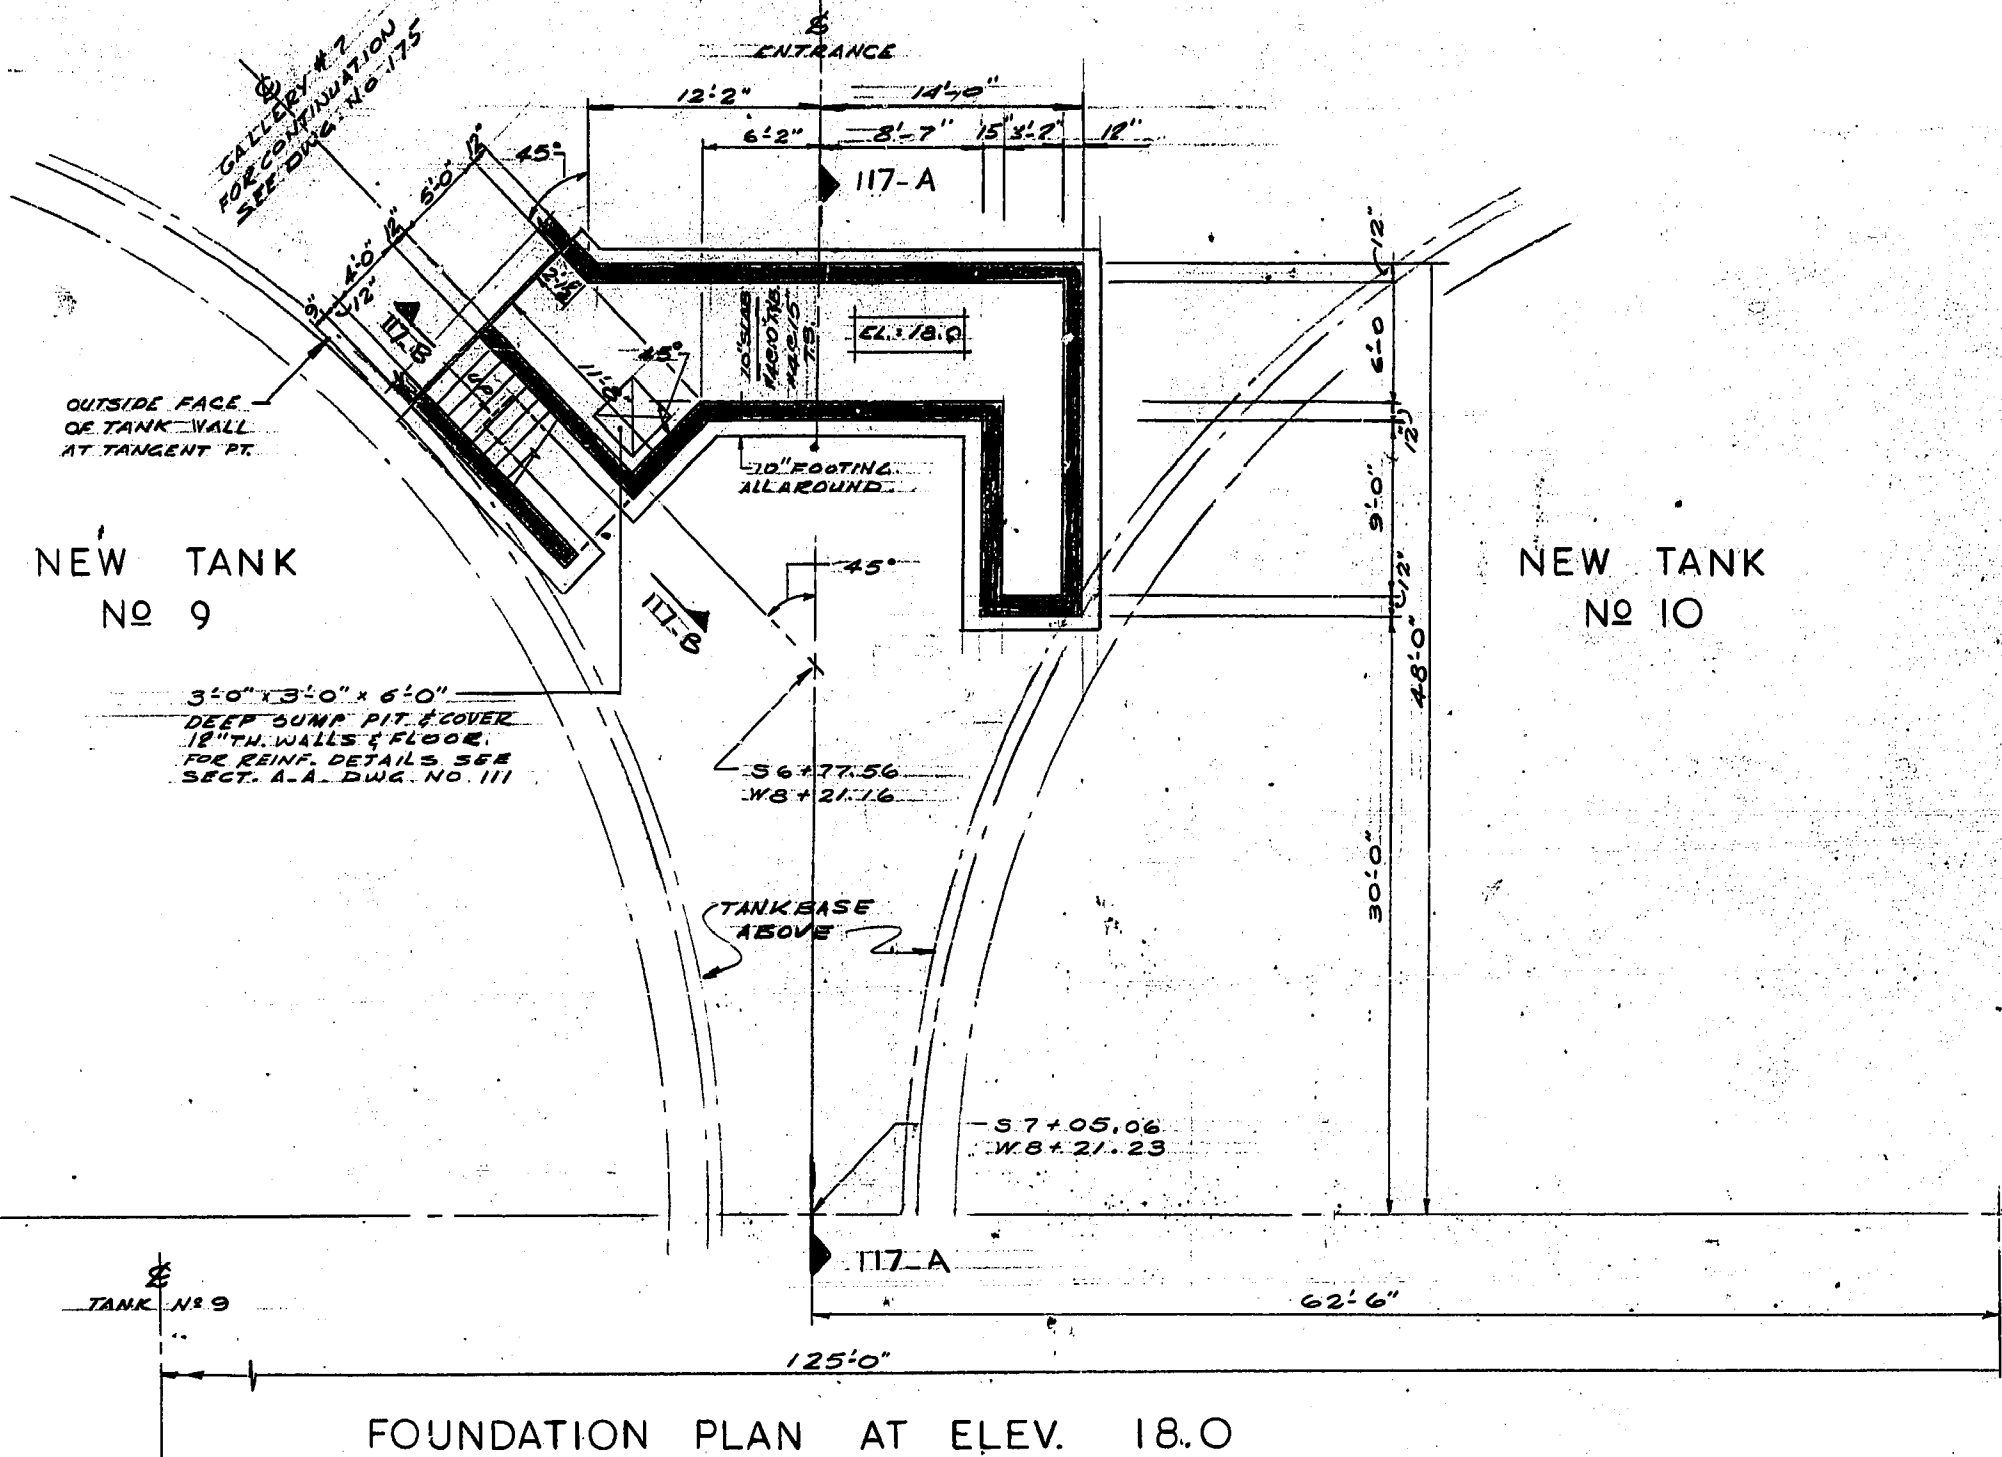 ℄
ENTRANCE
℄
GALLERY # 7
FOR CONTINUATION
SEE DWG. NO. 175
12'-2"
14'-0"
6'-2"
8'-7"
15"
3'-2"
12"
117-A
12"
5'-0"
12"
4'-0"
12"
9"
45°
117-B
UP
11'-8"
45°
10" SLAB
T.B.
EL. 18.0
12"
6'-0
12"
9'-0"
12"
48'-0"
30'-0"
OUTSIDE FACE
OF TANK WALL
AT TANGENT PT.
10" FOOTING
ALL AROUND
NEW TANK
Nº 9
NEW TANK
Nº 10
45°
117-B
3'-0" x 3'-0" x 6'-0"
DEEP SUMP PIT & COVER
12" TH. WALLS & FLOOR.
FOR REINF. DETAILS SEE
SECT. A-A DWG. NO. 111
S 6+77.56
W 8+21.16
TANK BASE
ABOVE
S 7+05.06
W 8+21.23
117-A
℄
TANK Nº 9
62'-6"
125'-0"
FOUNDATION PLAN AT ELEV. 18.0